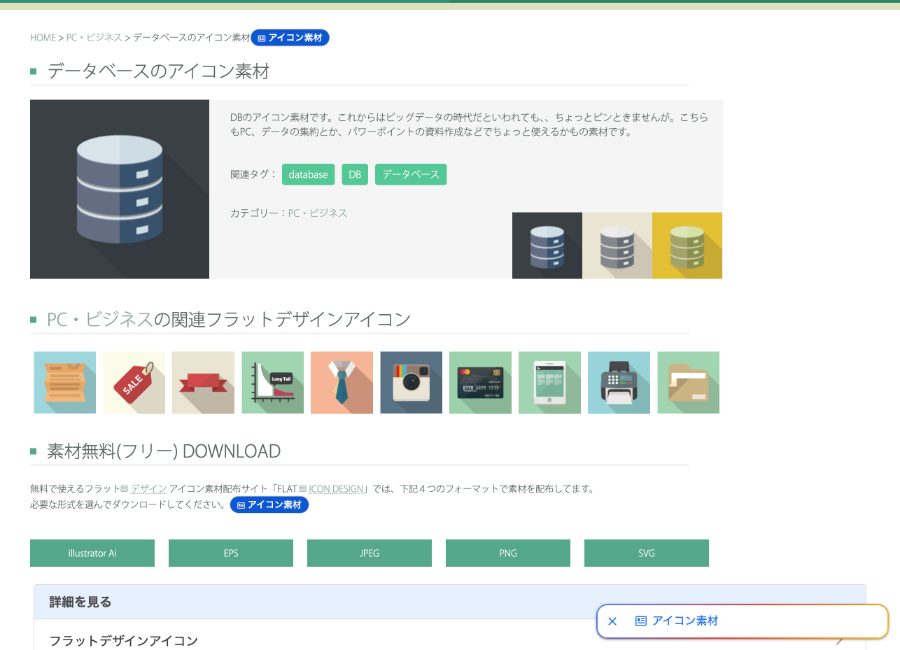 HOME > PC・ビジネス > データベースのアイコン素材 アイコン素材
データベースのアイコン素材
DBのアイコン素材です。これからはビッグデータの時代だといわれても、、ちょっとピンときませんが。こちら
もPC、データの集約とか、パワーポイントの資料作成などでちょっと使えるかもの素材です。
関連タグ： database DB データベース
カテゴリー：PC・ビジネス
PC・ビジネスの関連フラットデザインアイコン
SALE
Long Tail
素材無料(フリー) DOWNLOAD
無料で使えるフラット デザイン アイコン素材配布サイト「FLAT ICON DESIGN」では、下記４つのフォーマットで素材を配布してます。
必要な形式を選んでダウンロードしてください。 アイコン素材
illustrator Ai EPS JPEG PNG SVG
詳細を見る
フラットデザインアイコン
アイコン素材